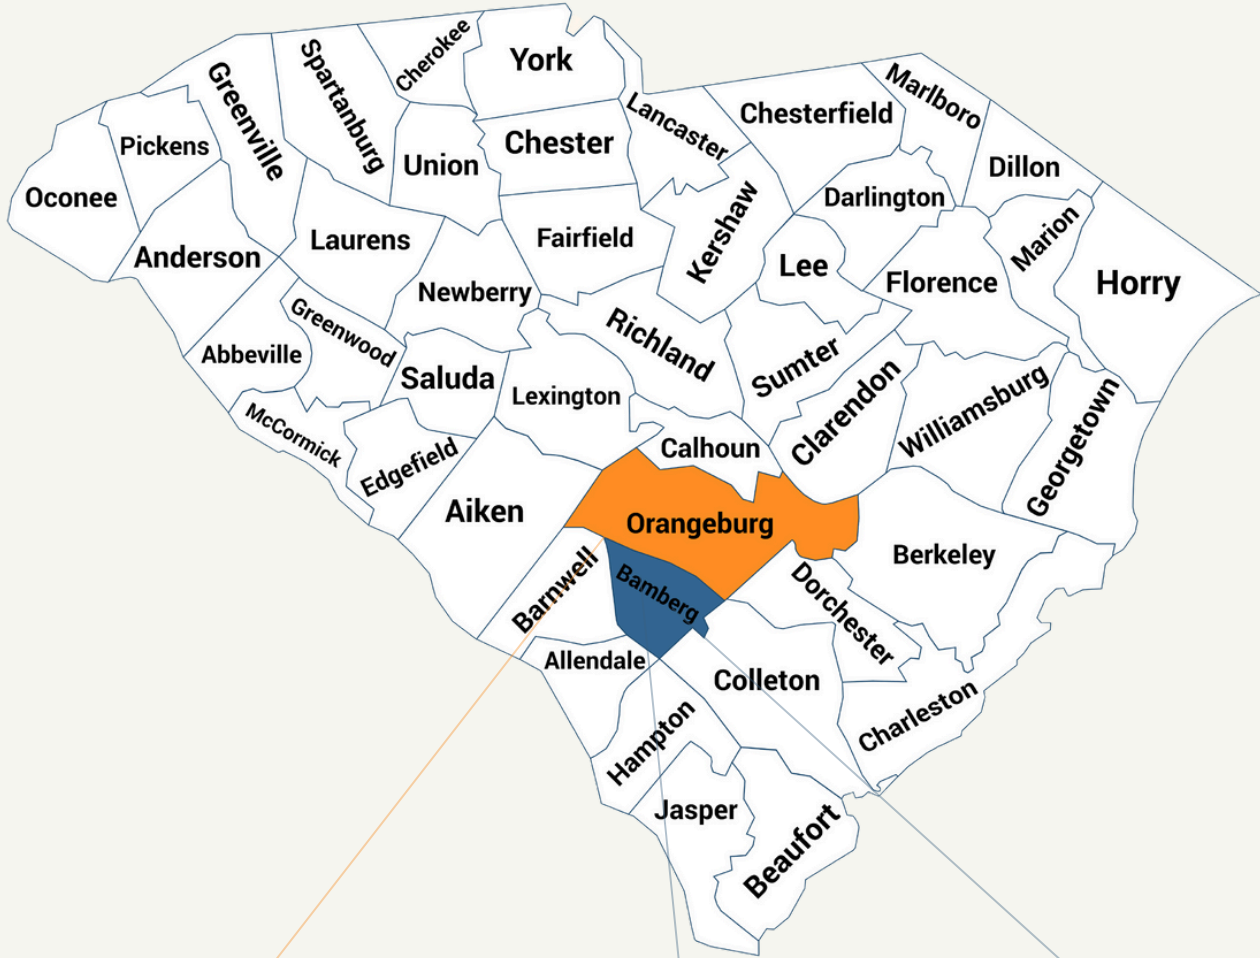 York
Cherokee
Spartanburg
Greenville
Marlboro
Chesterfield
Lancaster
Pickens
Chester
Union
Dillon
Oconee
Darlington
Kershaw
Marion
Anderson
Laurens
Fairfield
Lee
Florence
Horry
Newberry
Greenwood
Richland
Abbeville
Saluda
Lexington
Sumter
Clarendon
Williamsburg
Georgetown
McCormick
Edgefield
Calhoun
Aiken
Orangeburg
Berkeley
Barnwell
Bamberg
Dorchester
Allendale
Colleton
Charleston
Hampton
Jasper
Beaufort